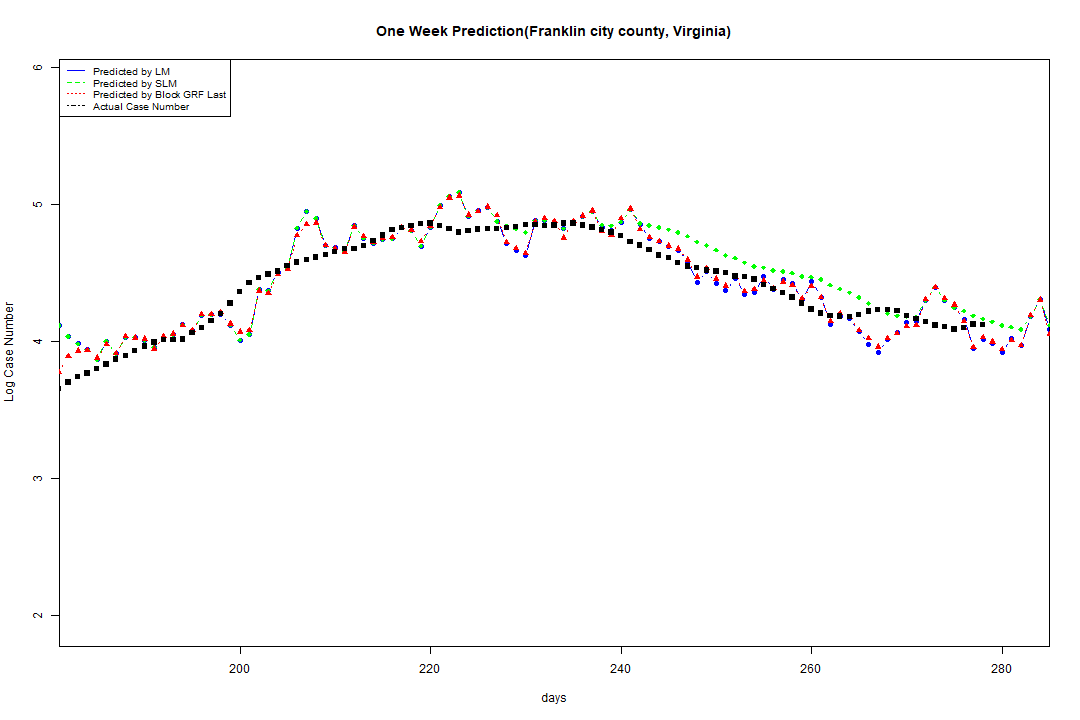 One Week Prediction(Franklin city county, Virginia)
Predicted by LM
Predicted by SLM
Predicted by Block GRF Last
Actual Case Number
6
5
4
3
2
Log Case Number
200 220 240 260 280
days